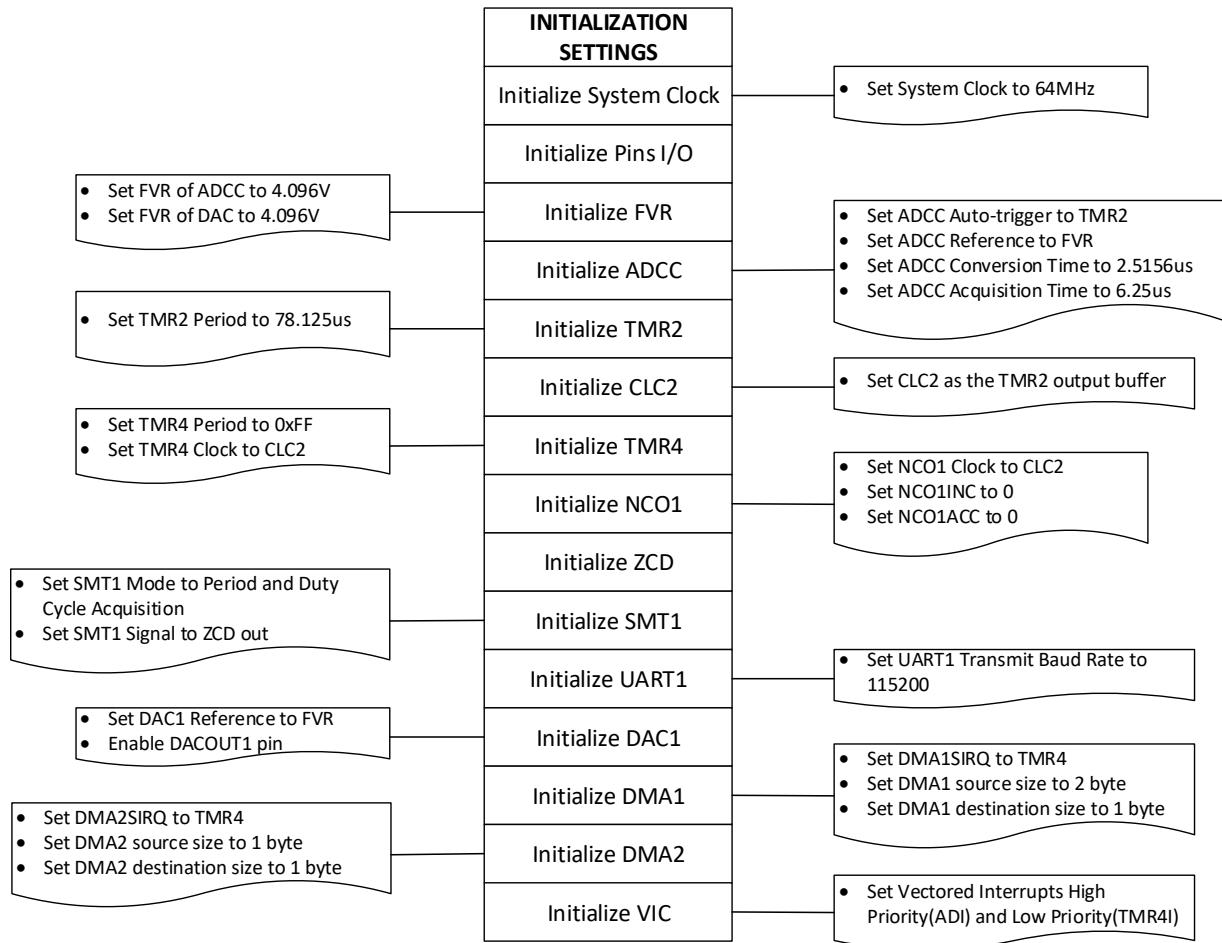 INITIALIZATION
SETTINGS
Initialize System Clock
• Set System Clock to 64MHz
Initialize Pins I/O
• Set FVR of ADCC to 4.096V
• Set FVR of DAC to 4.096V
Initialize FVR
Initialize ADCC
• Set ADCC Auto-trigger to TMR2
• Set ADCC Reference to FVR
• Set ADCC Conversion Time to 2.5156us
• Set ADCC Acquisition Time to 6.25us
• Set TMR2 Period to 78.125us
Initialize TMR2
Initialize CLC2
• Set CLC2 as the TMR2 output buffer
• Set TMR4 Period to 0xFF
• Set TMR4 Clock to CLC2
Initialize TMR4
Initialize NCO1
• Set NCO1 Clock to CLC2
• Set NCO1INC to 0
• Set NCO1ACC to 0
Initialize ZCD
• Set SMT1 Mode to Period and Duty
Cycle Acquisition
• Set SMT1 Signal to ZCD out
Initialize SMT1
Initialize UART1
• Set UART1 Transmit Baud Rate to
115200
• Set DAC1 Reference to FVR
• Enable DACOUT1 pin
Initialize DAC1
Initialize DMA1
• Set DMA1SIRQ to TMR4
• Set DMA1 source size to 2 byte
• Set DMA1 destination size to 1 byte
• Set DMA2SIRQ to TMR4
• Set DMA2 source size to 1 byte
• Set DMA2 destination size to 1 byte
Initialize DMA2
Initialize VIC
• Set Vectored Interrupts High
Priority(ADI) and Low Priority(TMR4I)